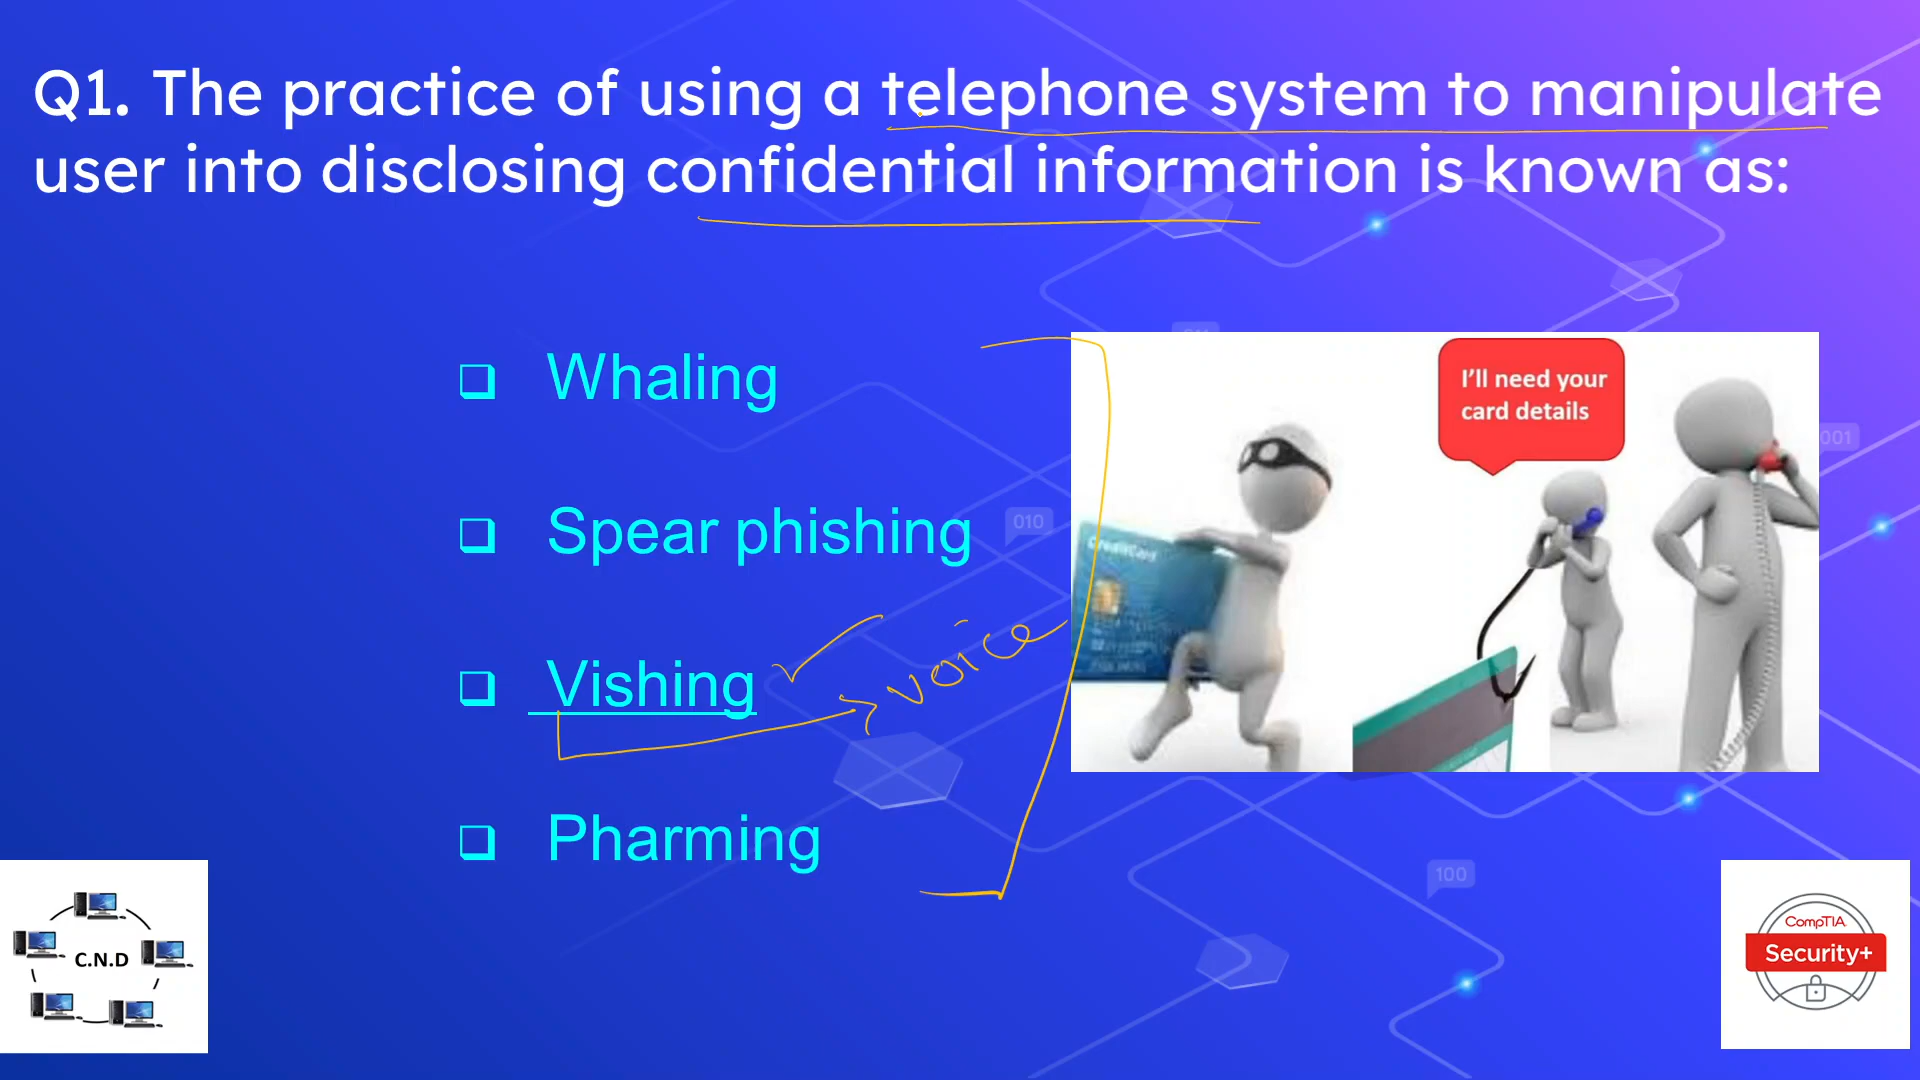 Q1. The practice of using a telephone system to manipulate
user into disclosing confidential information is known as:
Whaling
Spear phishing
Vishing
voice
Pharming
I'll need your
card details
CreditCard
010
001
100
C.N.D
CompTIA
Security+